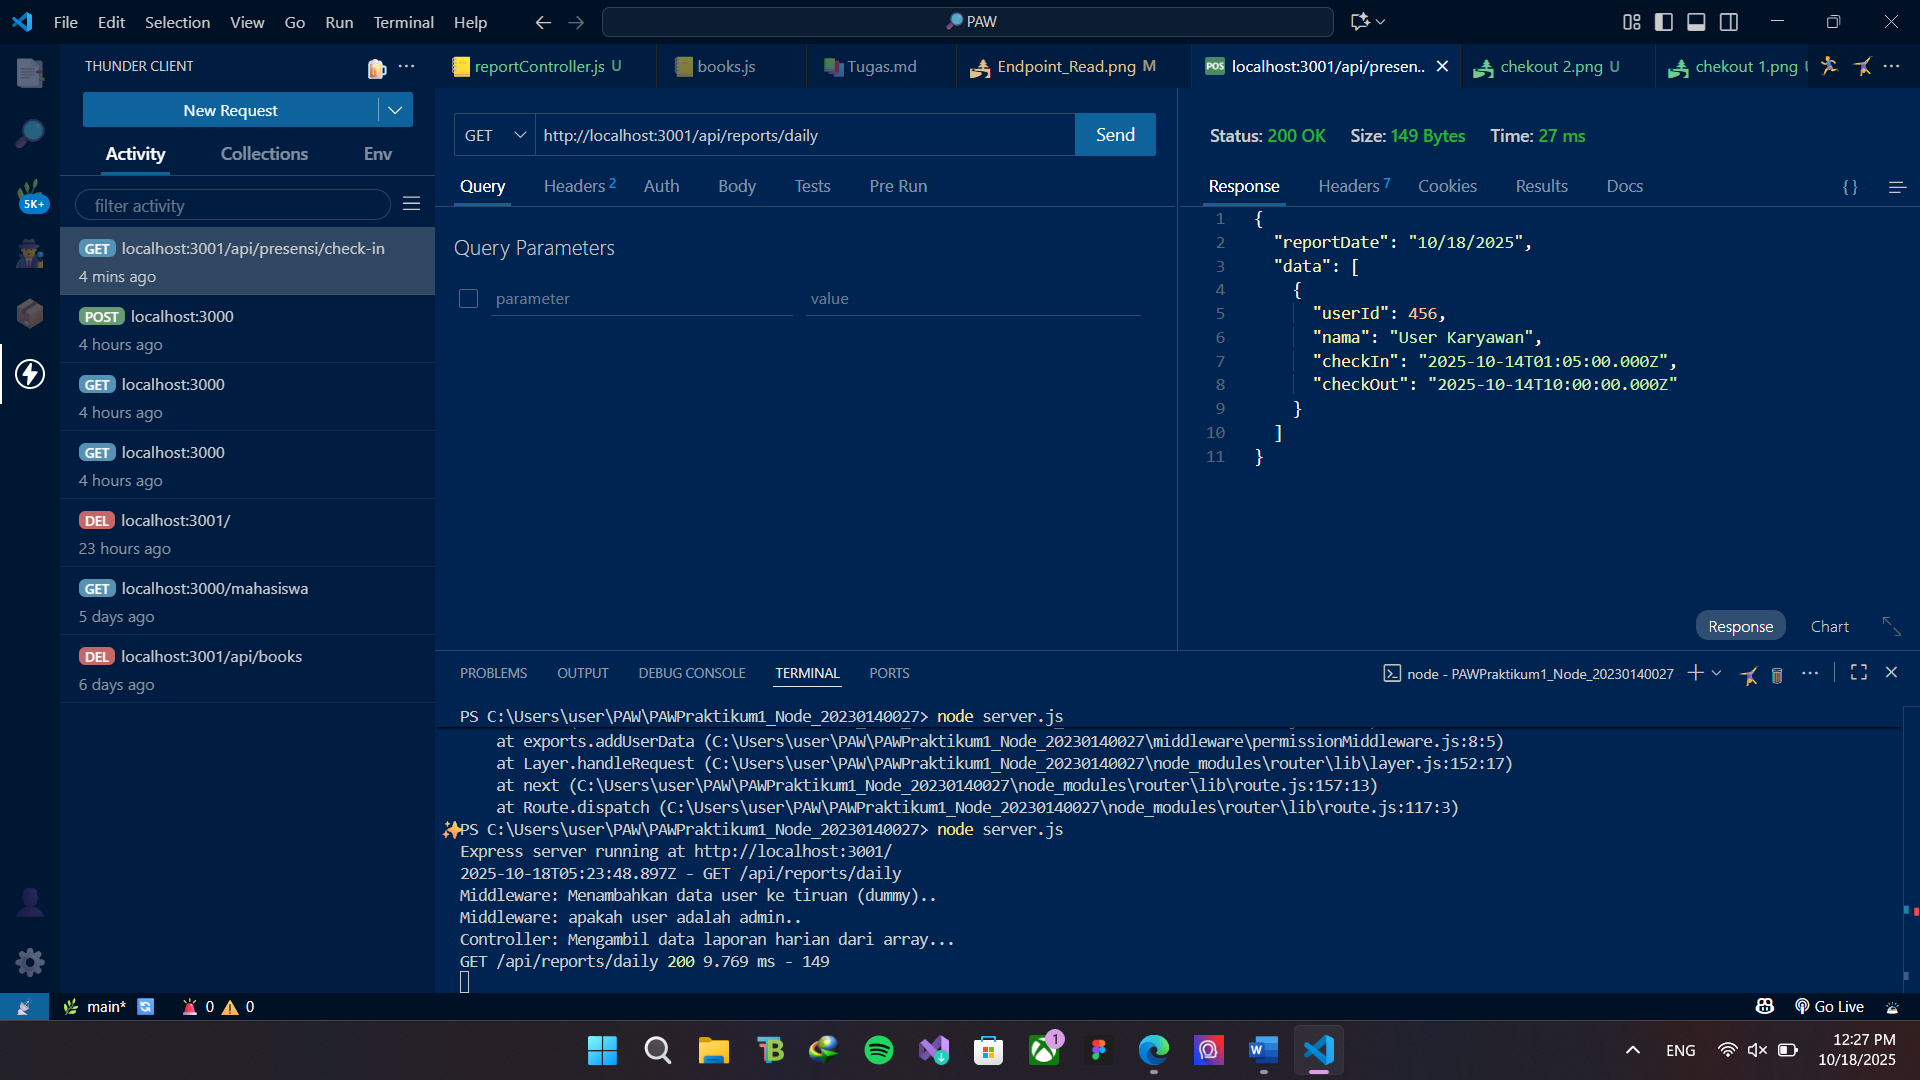 File Edit Selection View Go Run Terminal Help
PAW
THUNDER CLIENT
New Request
Activity Collections Env
filter activity
5K+
GET localhost:3001/api/presensi/check-in
4 mins ago
POST localhost:3000
4 hours ago
GET localhost:3000
4 hours ago
GET localhost:3000
4 hours ago
DEL localhost:3001/
23 hours ago
GET localhost:3000/mahasiswa
5 days ago
DEL localhost:3001/api/books
6 days ago
reportController.js U
books.js
Tugas.md
Endpoint_Read.png M
POS localhost:3001/api/presen..
chekout 2.png U
chekout 1.png
GET http://localhost:3001/api/reports/daily Send
Query Headers 2 Auth Body Tests Pre Run
Query Parameters
parameter value
Status: 200 OK Size: 149 Bytes Time: 27 ms
Response Headers 7 Cookies Results Docs { }
1 {
2 "reportDate": "10/18/2025",
3 "data": [
4 {
5 "userId": 456,
6 "nama": "User Karyawan",
7 "checkIn": "2025-10-14T01:05:00.000Z",
8 "checkOut": "2025-10-14T10:00:00.000Z"
9 }
10 ]
11 }
Response Chart
PROBLEMS OUTPUT DEBUG CONSOLE TERMINAL PORTS
node - PAWPraktikum1_Node_20230140027
PS C:\Users\user\PAW\PAWPraktikum1_Node_20230140027> node server.js
at exports.addUserData (C:\Users\user\PAW\PAWPraktikum1_Node_20230140027\middleware\permissionMiddleware.js:8:5)
at Layer.handleRequest (C:\Users\user\PAW\PAWPraktikum1_Node_20230140027\node_modules\router\lib\layer.js:152:17)
at next (C:\Users\user\PAW\PAWPraktikum1_Node_20230140027\node_modules\router\lib\route.js:157:13)
at Route.dispatch (C:\Users\user\PAW\PAWPraktikum1_Node_20230140027\node_modules\router\lib\route.js:117:3)
PS C:\Users\user\PAW\PAWPraktikum1_Node_20230140027> node server.js
Express server running at http://localhost:3001/
2025-10-18T05:23:48.897Z - GET /api/reports/daily
Middleware: Menambahkan data user ke tiruan (dummy)..
Middleware: apakah user adalah admin..
Controller: Mengambil data laporan harian dari array...
GET /api/reports/daily 200 9.769 ms - 149
main* 0 0
Go Live
1
ENG
12:27 PM
10/18/2025